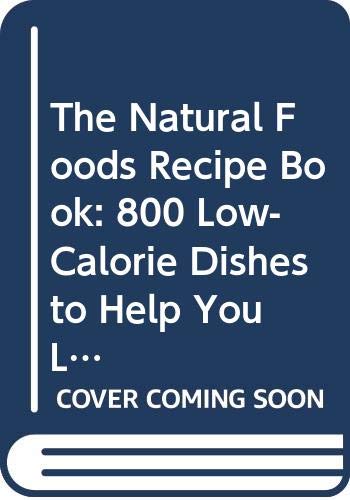 The Natural F
oods Recipe Bo
ok: 800 Low-
Calorie Dishes
to Help You
L...
COVER COMING SOON